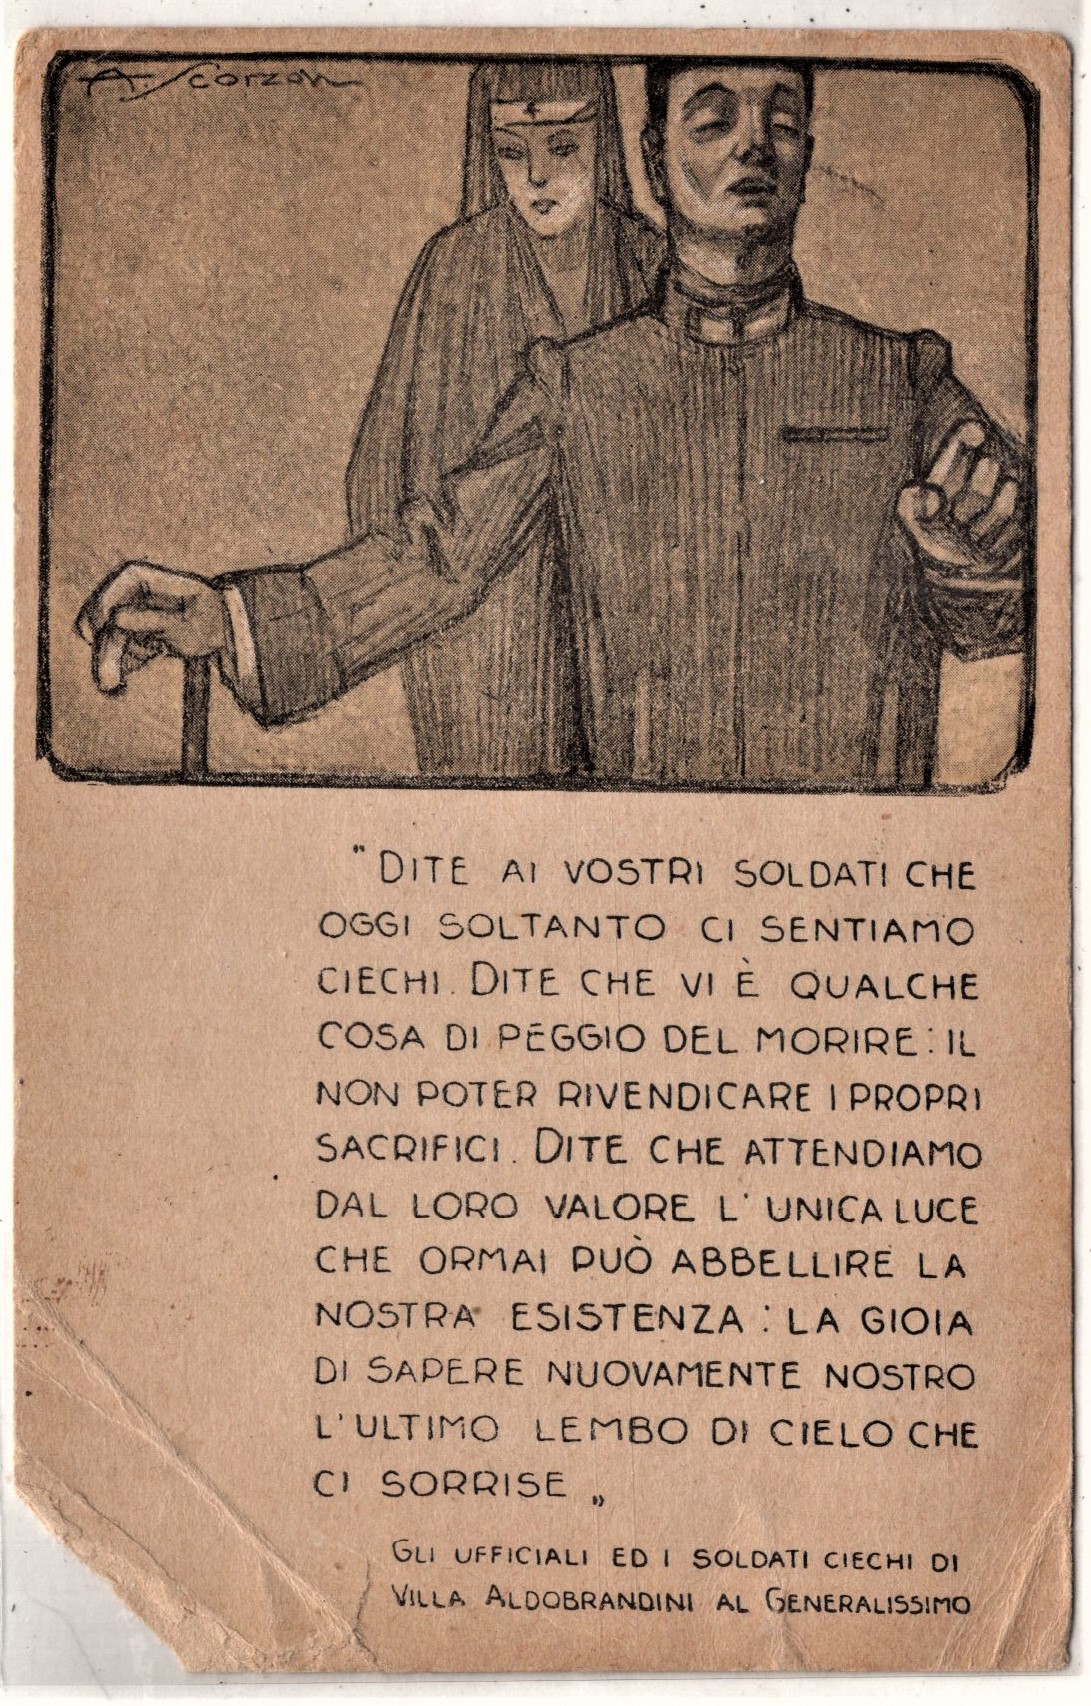 A. Scorzon
"DITE AI VOSTRI SOLDATI CHE
OGGI SOLTANTO CI SENTIAMO
CIECHI. DITE CHE VI È QUALCHE
COSA DI PEGGIO DEL MORIRE: IL
NON POTER RIVENDICARE I PROPRI
SACRIFICI. DITE CHE ATTENDIAMO
DAL LORO VALORE L'UNICA LUCE
CHE ORMAI PUÒ ABBELLIRE LA
NOSTRA ESISTENZA: LA GIOIA
DI SAPERE NUOVAMENTE NOSTRO
L'ULTIMO LEMBO DI CIELO CHE
CI SORRISE„
GLI UFFICIALI ED I SOLDATI CIECHI DI
VILLA ALDOBRANDINI AL GENERALISSIMO